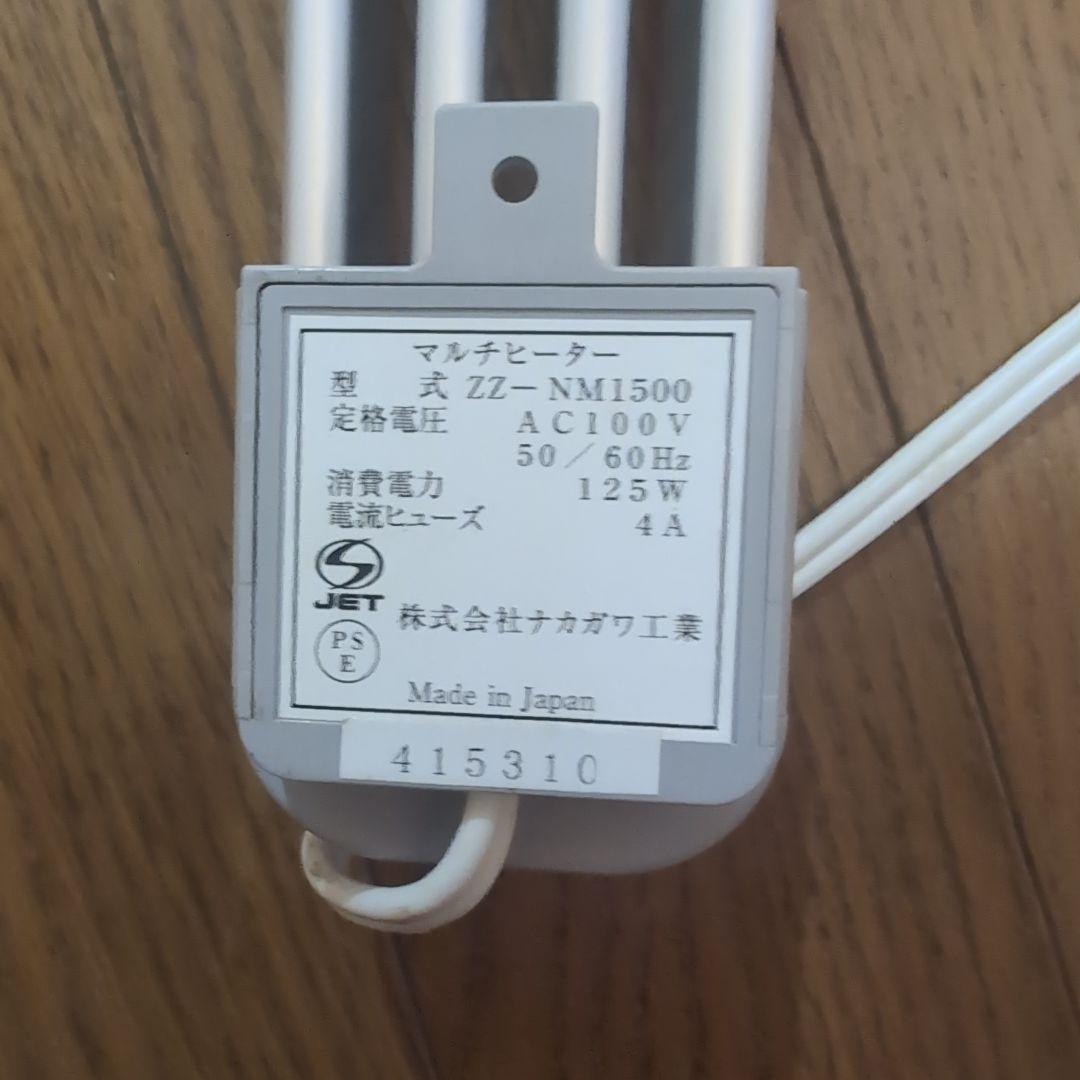 マルチヒーター
型 式 ZZ－NM1500
定格電圧 AC100V
50／60Hz
消費電力 125W
電流ヒューズ 4A
JET
株式会社ナカガワ工業
PS
E
Made in Japan
415310